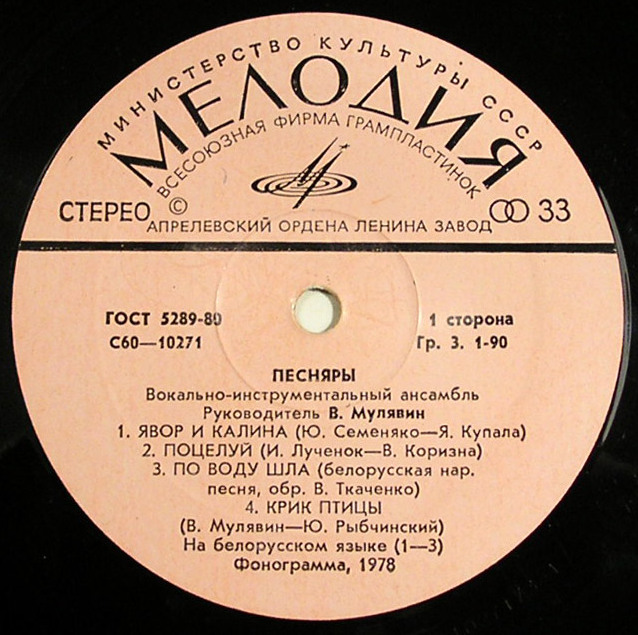 МИНИСТЕРСТВО КУЛЬТУРЫ СССР
МЕЛОДИЯ
ВСЕСОЮЗНАЯ ФИРМА ГРАМПЛАСТИНОК
СТЕРЕО © 33
АПРЕЛЕВСКИЙ ОРДЕНА ЛЕНИНА ЗАВОД
ГОСТ 5289-80 1 сторона
С60—10271 Гр. 3. 1-90
ПЕСНЯРЫ
Вокально-инструментальный ансамбль
Руководитель В. Мулявин
1. ЯВОР И КАЛИНА (Ю. Семеняко—Я. Купала)
2. ПОЦЕЛУЙ (И. Лученок—В. Коризна)
3. ПО ВОДУ ШЛА (белорусская нар.
песня, обр. В. Ткаченко)
4. КРИК ПТИЦЫ
(В. Мулявин—Ю. Рыбчинский)
На белорусском языке (1—3)
Фонограмма, 1978